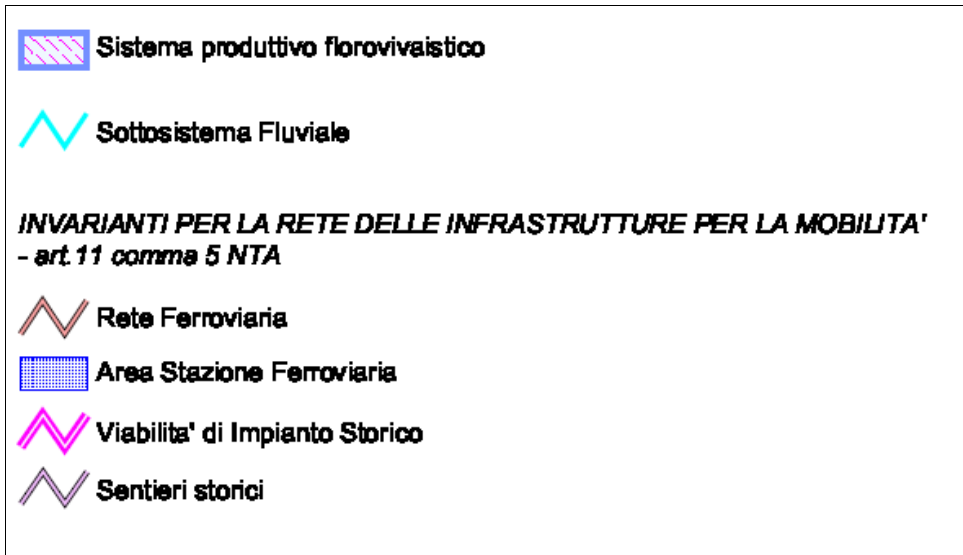 Sistema produttivo florovivaistico
Sottosistema Fluviale
INVARIANTI PER LA RETE DELLE INFRASTRUTTURE PER LA MOBILITA'
- art.11 comma 5 NTA
Rete Ferroviaria
Area Stazione Ferroviaria
Viabilita' di Impianto Storico
Sentieri storici